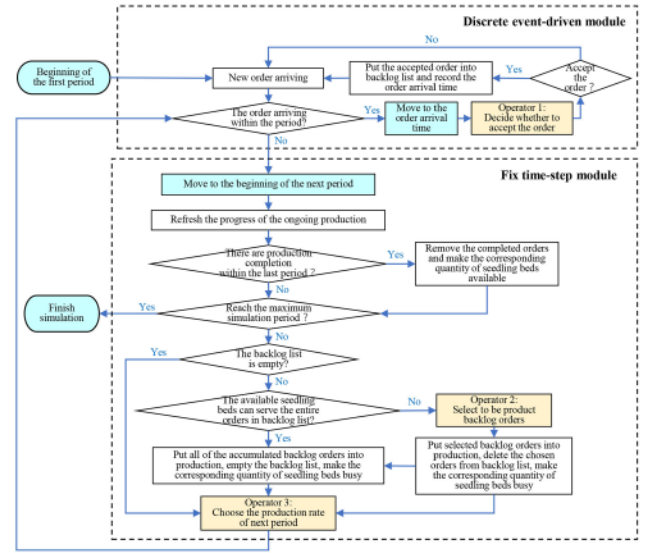 Discrete event-driven module
No
Beginning of
the first period
New order arriving
Put the accepted order into
backlog list and record the
order arrival time
Yes
Accept
the
order ?
The order arriving
within the period?
Yes
Move to the
order arrival
time
Operator 1:
Decide whether to
accept the order
No
Fix time-step module
Move to the beginning of the next period
Refresh the progress of the ongoing production
There are production
completion
within the last period ?
Yes
Remove the completed orders
and make the corresponding
quantity of seedling beds
available
No
Finish
simulation
Yes
Reach the maximum
simulation period ?
No
Yes
The backlog list
is empty?
No
The available seedling
beds can serve the entire
orders in backlog list?
No
Operator 2:
Select to be product
backlog orders
Yes
Put all of the accumulated backlog orders into
production, empty the backlog list, make the
corresponding quantity of seedling beds busy
Put selected backlog orders into
production, delete the chosen
orders from backlog list, make
the corresponding quantity of
seedling beds busy
Operator 3:
Choose the production rate
of next period